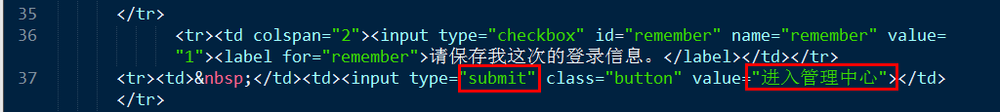 35 </tr>
36 <tr><td colspan="2"><input type="checkbox" id="remember" name="remember" value=
"1"><label for="remember">请保存我这次的登录信息。</label></td></tr>
37 <tr><td>&nbsp;</td><td><input type="submit" class="button" value="进入管理中心"></td>
</tr>